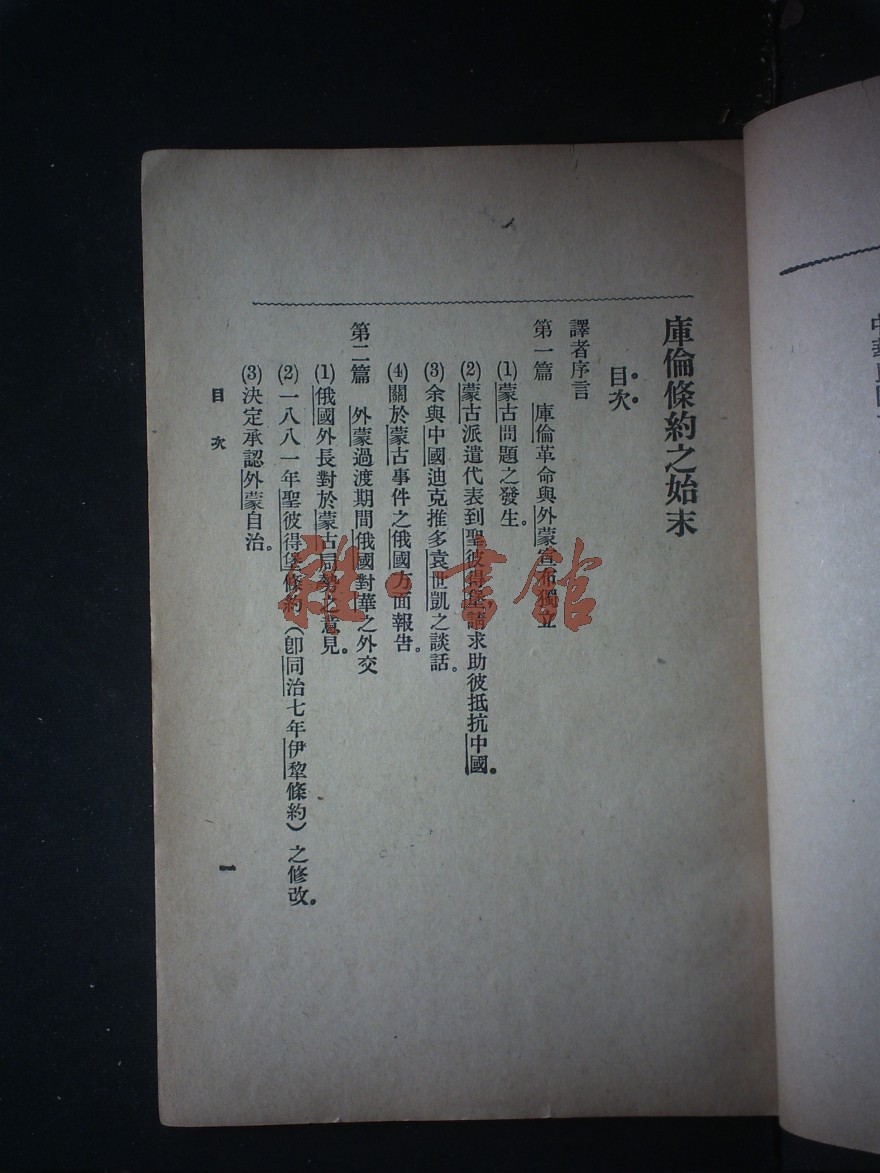 庫倫條約之始末
目次
譯者序言
第一篇　庫倫革命與外蒙宣布獨立
(1)蒙古問題之發生。
(2)蒙古派遣代表到聖彼得堡請求助彼抵抗中國。
(3)余與中國迪克推多袁世凱之談話。
(4)關於蒙古事件之俄國方面報告。
第二篇　外蒙過渡期間俄國對華之外交
(1)俄國外長對於蒙古局勢之意見。
(2)一八八一年聖彼得堡條約(卽同治七年伊犂條約)之修改。
(3)決定承認外蒙自治。
目次
一
雜·書館